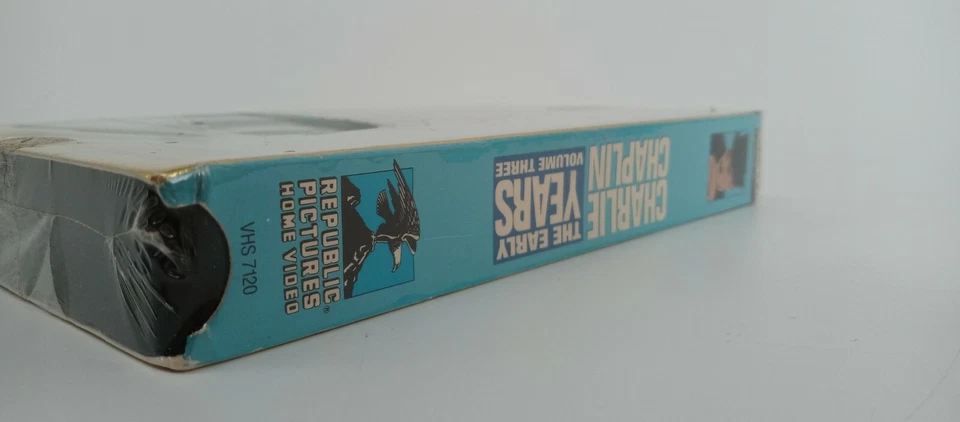 CHARLIE
CHAPLIN
THE EARLY
YEARS
VOLUME THREE
REPUBLIC
PICTURES®
HOME VIDEO
VHS 7120